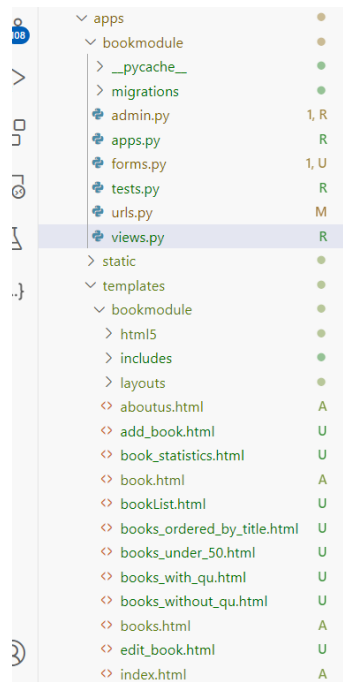 apps
08
bookmodule
__pycache__
migrations
admin.py 1, R
apps.py R
forms.py 1, U
tests.py R
urls.py M
views.py R
static
templates
bookmodule
html5
includes
layouts
aboutus.html A
add_book.html U
book_statistics.html U
book.html A
bookList.html U
books_ordered_by_title.html U
books_under_50.html U
books_with_qu.html U
books_without_qu.html U
books.html A
edit_book.html U
index.html A